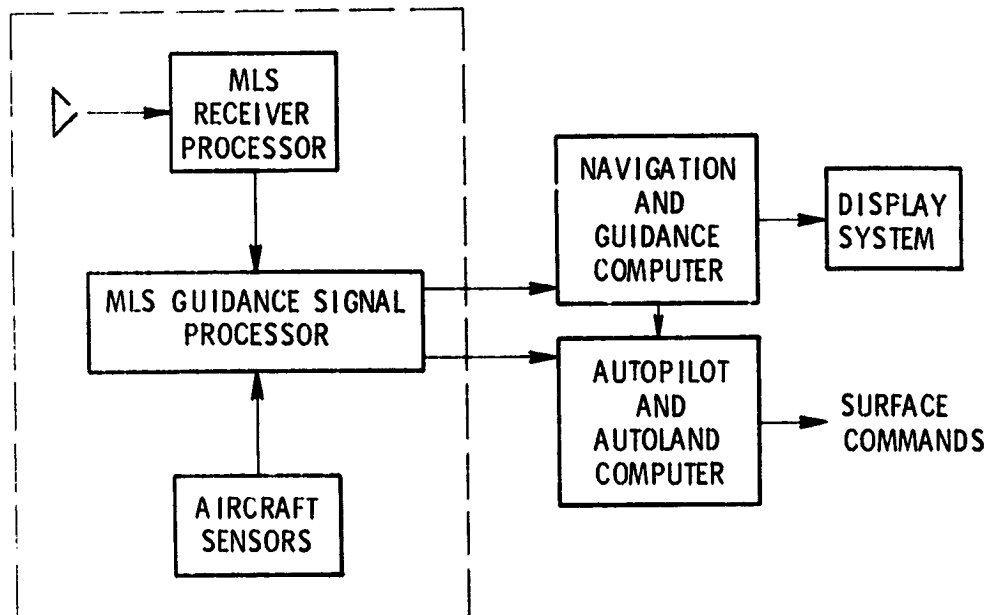 MLS
RECEIVER
PROCESSOR
MLS GUIDANCE SIGNAL
PROCESSOR
AIRCRAFT
SENSORS
NAVIGATION
AND
GUIDANCE
COMPUTER
DISPLAY
SYSTEM
AUTOPILOT
AND
AUTOLAND
COMPUTER
SURFACE
COMMANDS